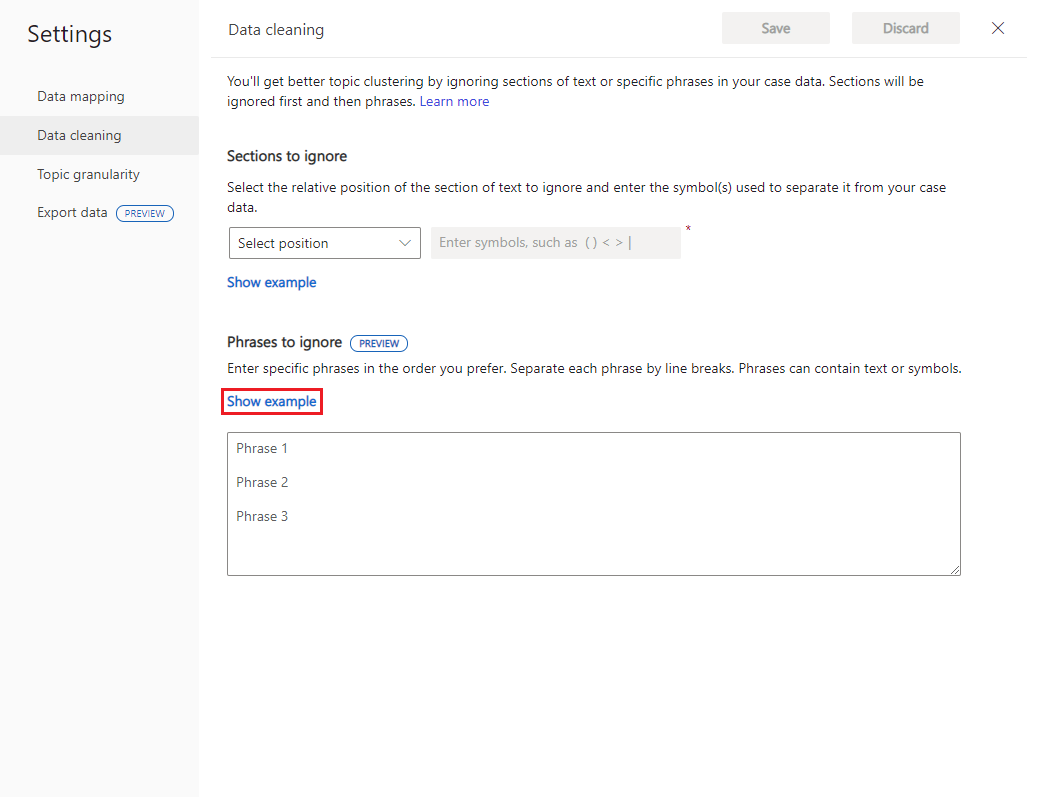 Settings
Data mapping
Data cleaning
Topic granularity
Export data PREVIEW
Data cleaning
Save
Discard
You'll get better topic clustering by ignoring sections of text or specific phrases in your case data. Sections will be
ignored first and then phrases. Learn more
Sections to ignore
Select the relative position of the section of text to ignore and enter the symbol(s) used to separate it from your case
data.
Select position
Enter symbols, such as ( ) < > |
*
Show example
Phrases to ignore PREVIEW
Enter specific phrases in the order you prefer. Separate each phrase by line breaks. Phrases can contain text or symbols.
Show example
Phrase 1
Phrase 2
Phrase 3